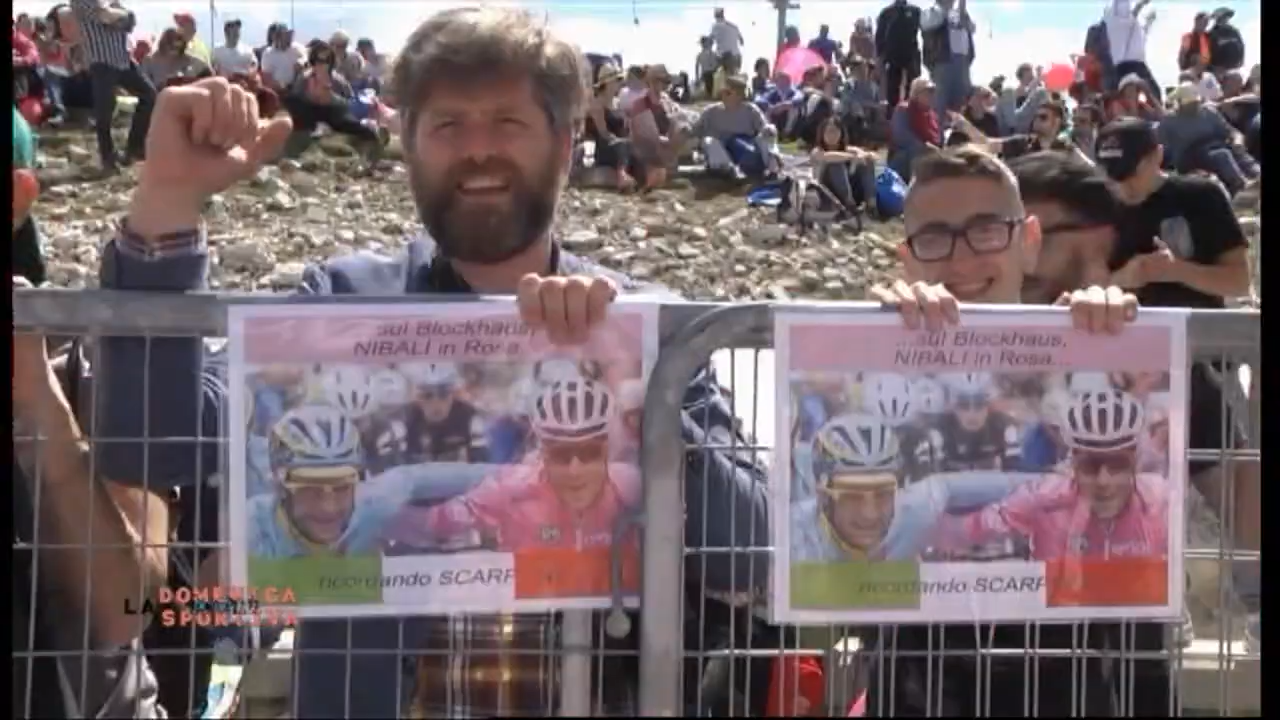 ...sul Blockhaus,
NIBALI in Rosa
ricordando SCARP
...sul Blockhaus,
NIBALI in Rosa...
ricordando SCARP
LA DOMENICA
SPORTIVA